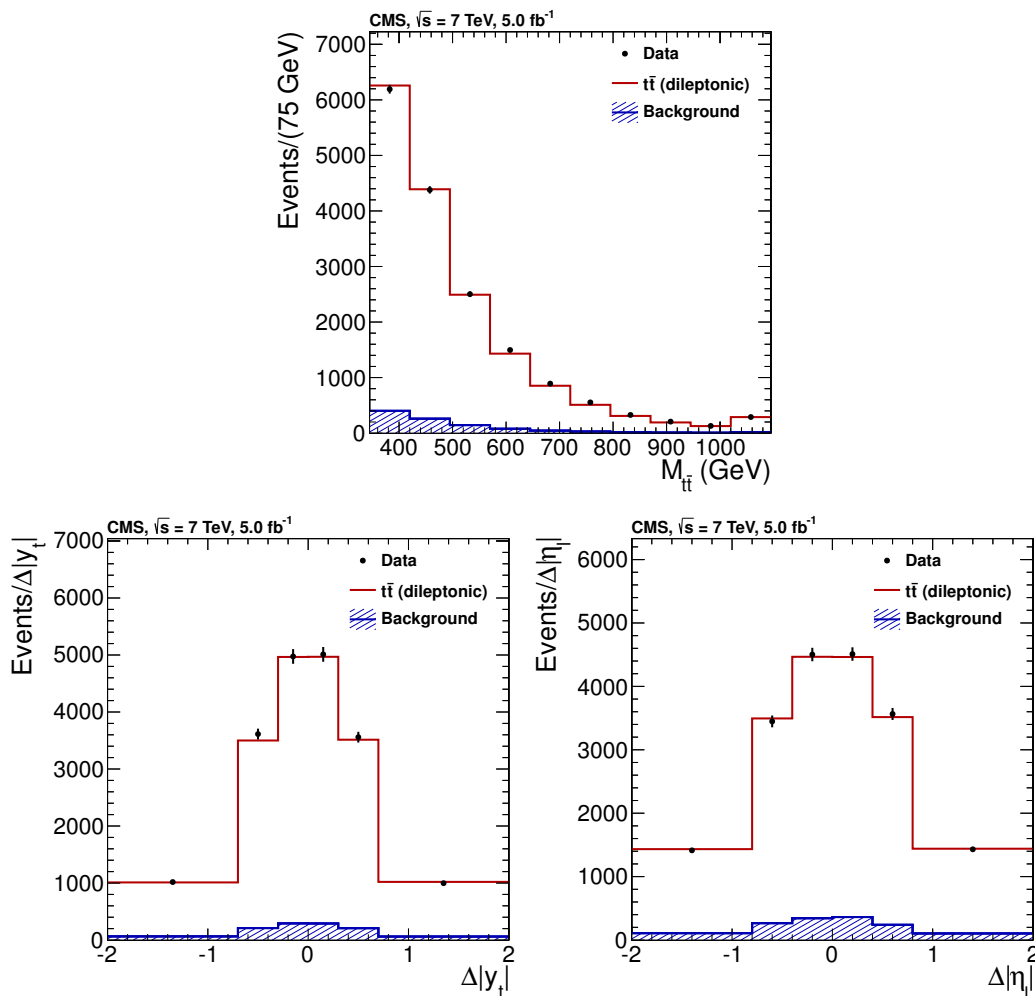 CMS, √s = 7 TeV, 5.0 fb⁻¹
Events/(75 GeV)
7000
6000
5000
4000
3000
2000
1000
0
Data
tt̄ (dileptonic)
Background
400 500 600 700 800 900 1000
M_tt̄ (GeV)
CMS, √s = 7 TeV, 5.0 fb⁻¹
Events/Δ|y_t|
7000
6000
5000
4000
3000
2000
1000
0
Data
tt̄ (dileptonic)
Background
-2 -1 0 1 2
Δ|y_t|
CMS, √s = 7 TeV, 5.0 fb⁻¹
Events/Δ|η_l|
6000
5000
4000
3000
2000
1000
0
Data
tt̄ (dileptonic)
Background
-2 -1 0 1 2
Δ|η_l|